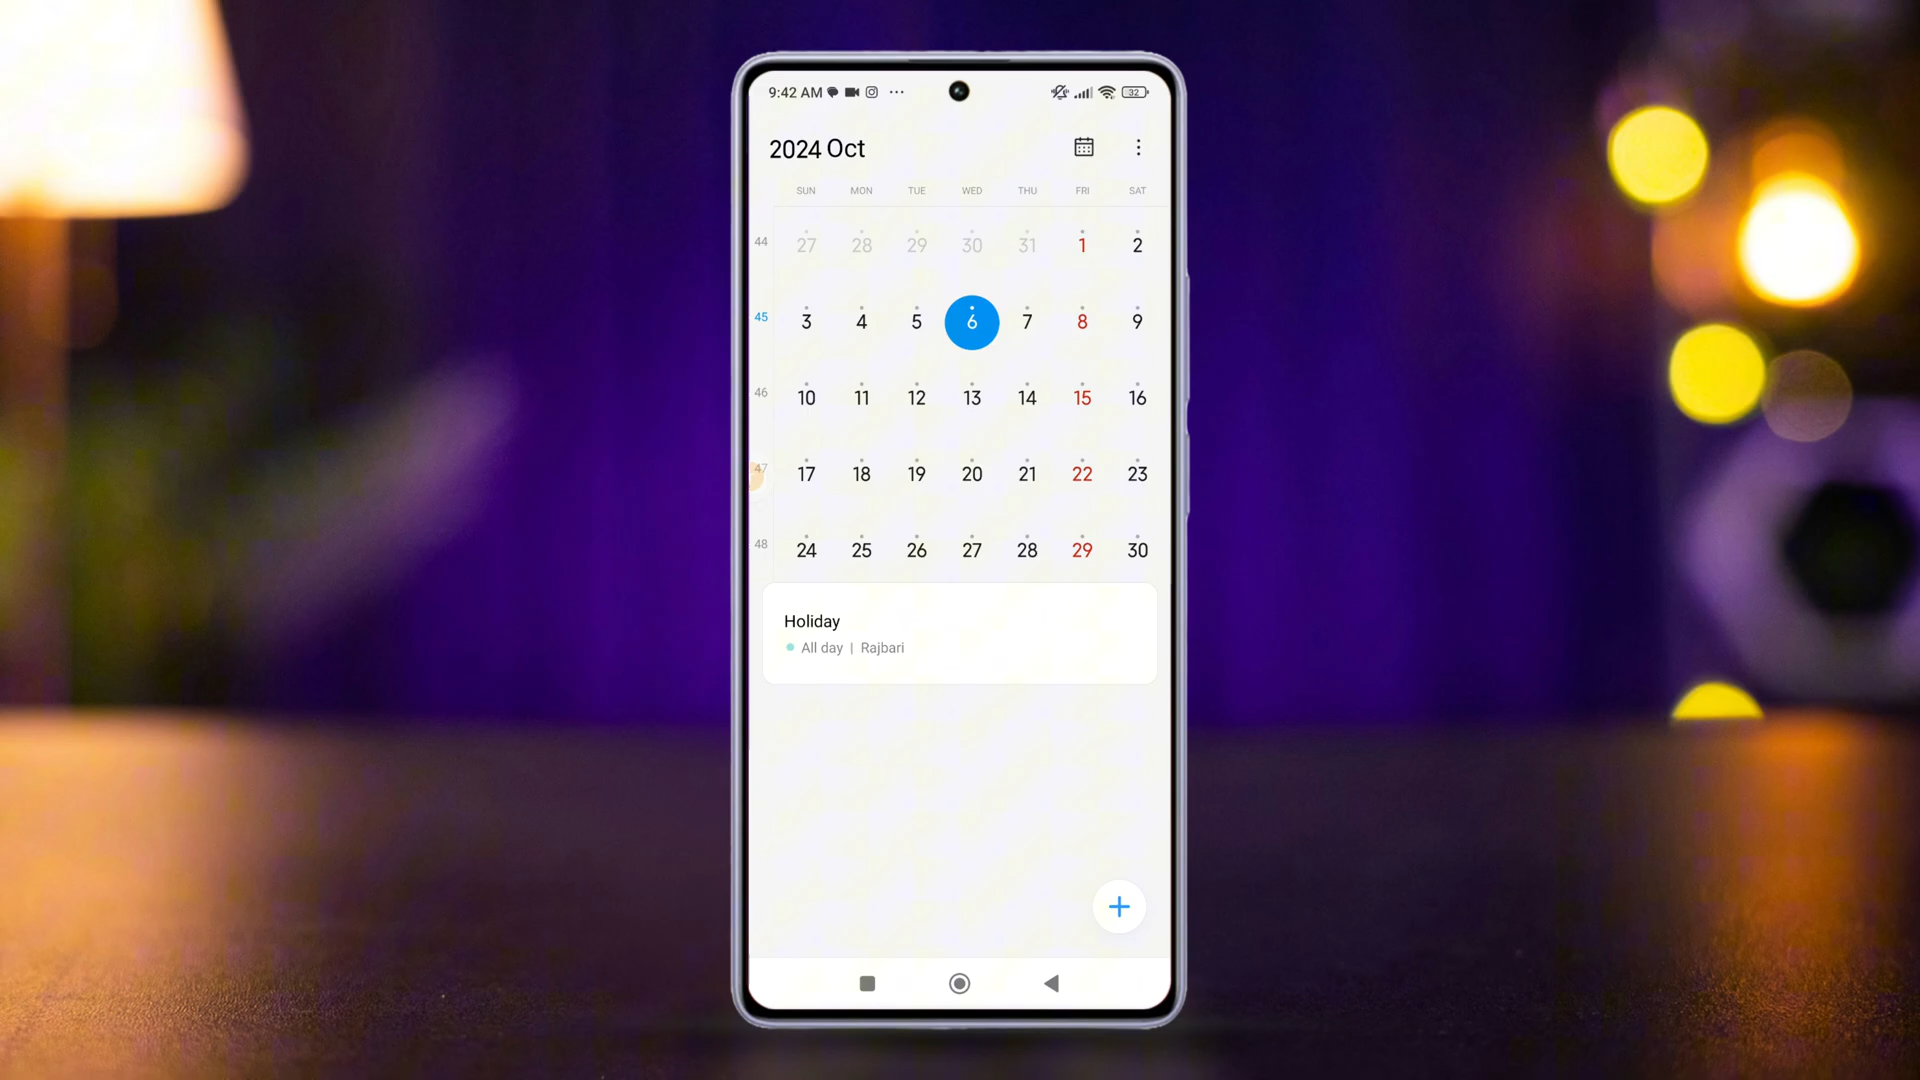 9:42 AM ... 32
2024 Oct
SUN MON TUE WED THU FRI SAT
44 27 28 29 30 31 1 2
45 3 4 5 6 7 8 9
46 10 11 12 13 14 15 16
47 17 18 19 20 21 22 23
48 24 25 26 27 28 29 30
Holiday
All day | Rajbari